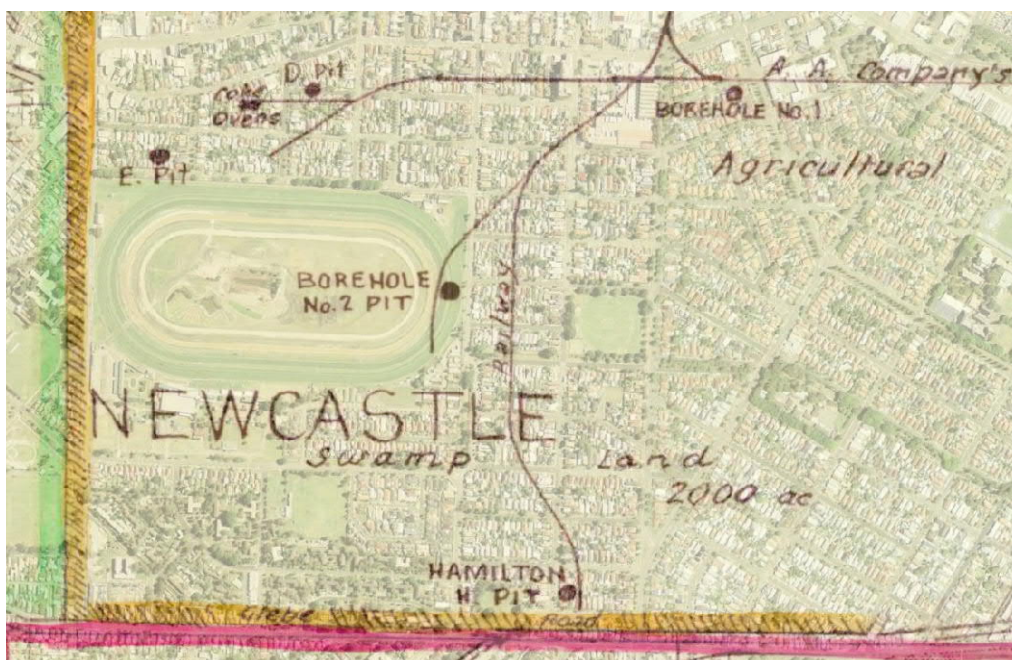 D. Pit
Coke
Ovens
A. A. Company's
BOREHOLE No.1
E. Pit
Agricultural
BOREHOLE
No.2 PIT
Railway
NEWCASTLE
Swamp Land
2000 ac
HAMILTON
H. PIT
Glebe Road